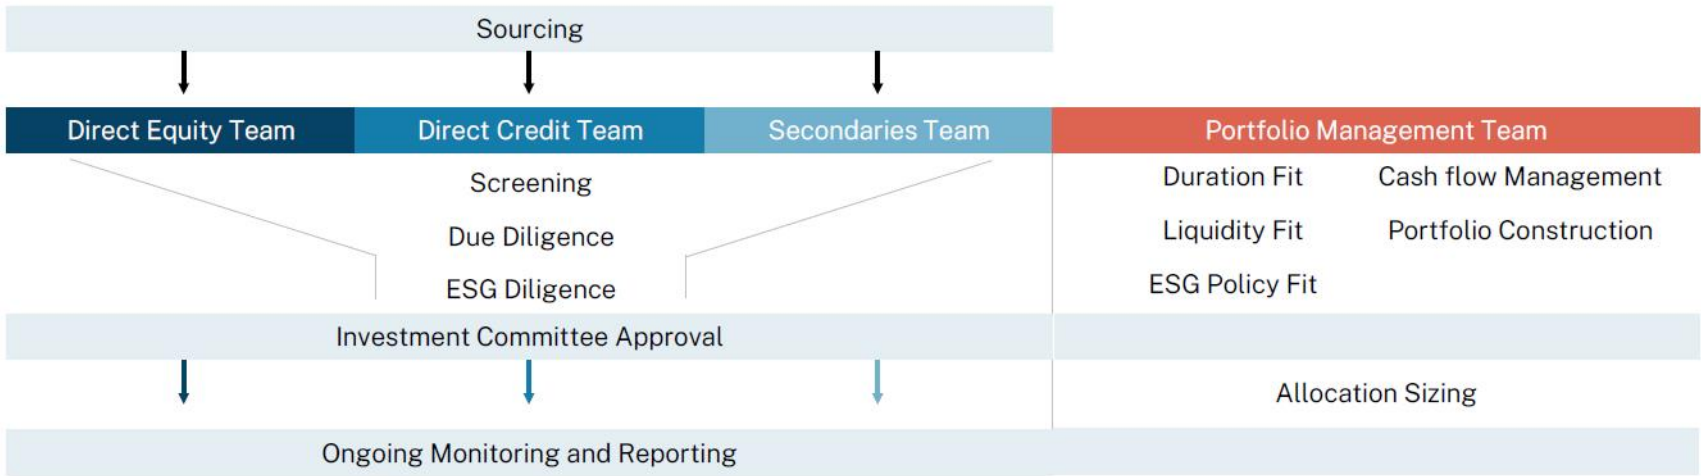 Sourcing
Direct Equity Team
Direct Credit Team
Secondaries Team
Portfolio Management Team
Screening
Due Diligence
ESG Diligence
Duration Fit
Cash flow Management
Liquidity Fit
Portfolio Construction
ESG Policy Fit
Investment Committee Approval
Allocation Sizing
Ongoing Monitoring and Reporting